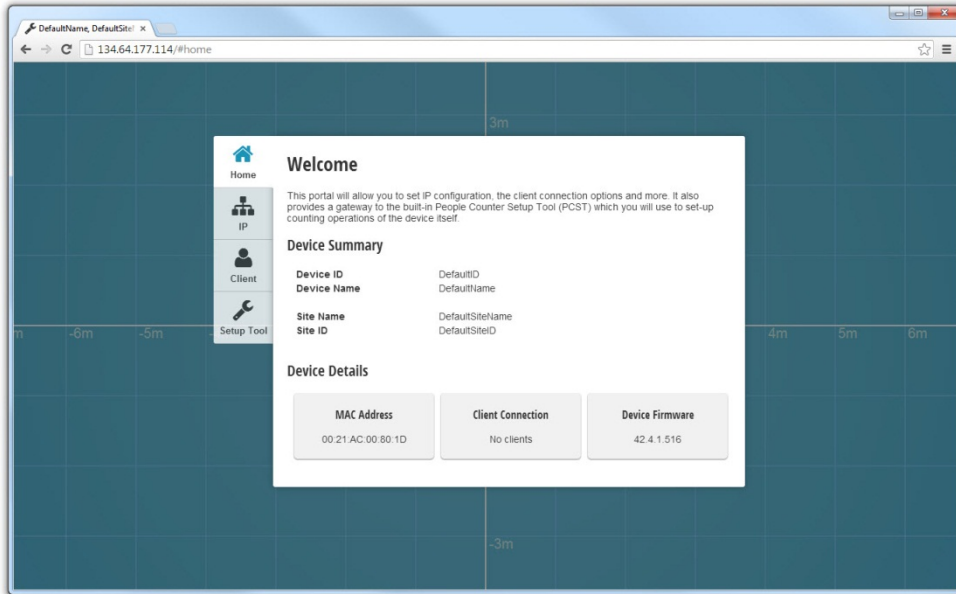 DefaultName, DefaultSite
134.64.177.114/#home
3m
Home
IP
Client
Setup Tool
Welcome
This portal will allow you to set IP configuration, the client connection options and more. It also
provides a gateway to the built-in People Counter Setup Tool (PCST) which you will use to set-up
counting operations of the device itself.
Device Summary
Device ID DefaultID
Device Name DefaultName
Site Name DefaultSiteName
Site ID DefaultSiteID
Device Details
MAC Address Client Connection Device Firmware
00:21:AC:00:80:1D No clients 42.4.1.516
m -6m -5m 4m 5m 6m
-3m